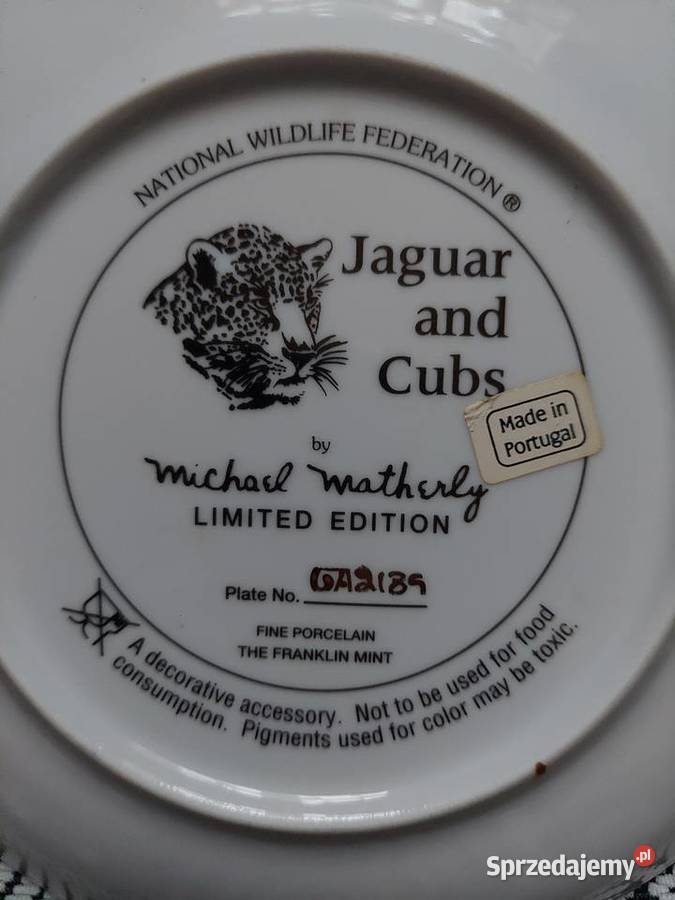 NATIONAL WILDLIFE FEDERATION ®
Jaguar
and
Cubs
Made in
Portugal
by
Michael Matherly
LIMITED EDITION
Plate No. GA2189
FINE PORCELAIN
THE FRANKLIN MINT
A decorative accessory. Not to be used for food
consumption. Pigments used for color may be toxic.
Sprzedajemy.pl